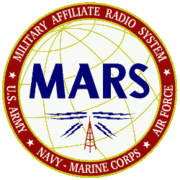 MILITARY AFFILIATE RADIO SYSTEM
MARS
U.S. ARMY
NAVY - MARINE CORPS
AIR FORCE